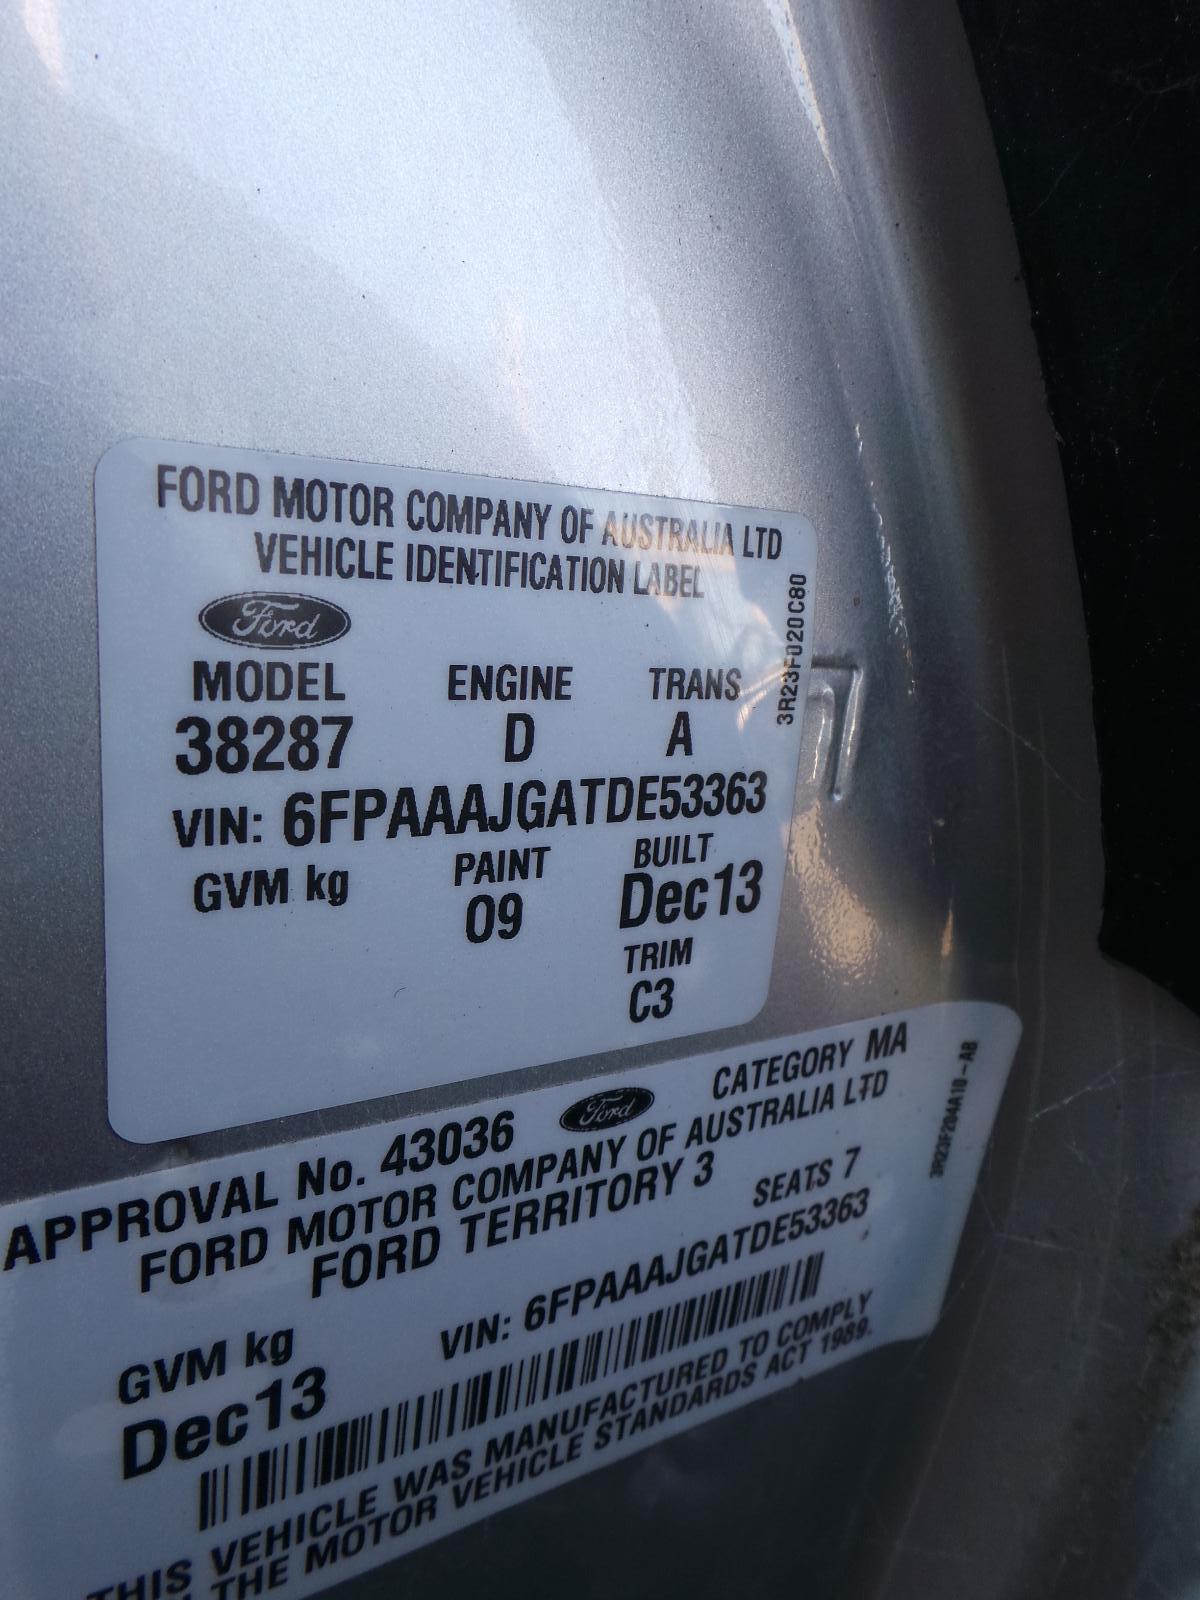 FORD MOTOR COMPANY OF AUSTRALIA LTD
VEHICLE IDENTIFICATION LABEL
3R23F020C80
Ford
MODEL ENGINE TRANS
38287 D A
VIN: 6FPAAAJGATDE53363
GVM kg PAINT BUILT
09 Dec13
TRIM
C3
APPROVAL No. 43036 Ford CATEGORY MA
FORD MOTOR COMPANY OF AUSTRALIA LTD
FORD TERRITORY 3 SEATS 7
3R23F204A10-AB
GVM kg VIN: 6FPAAAJGATDE53363
Dec13
THIS VEHICLE WAS MANUFACTURED TO COMPLY
THE MOTOR VEHICLE STANDARDS ACT 1989.